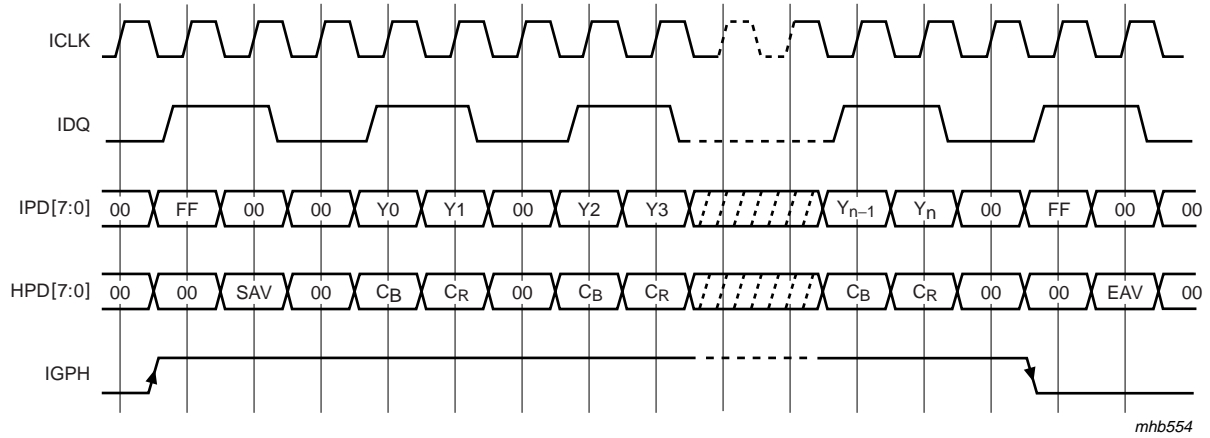 ICLK
IDQ
IPD[7:0] 00 FF 00 00 Y0 Y1 00 Y2 Y3 Yn–1 Yn 00 FF 00 00
HPD[7:0] 00 00 SAV 00 CB CR 00 CB CR CB CR 00 00 EAV 00
IGPH
mhb554